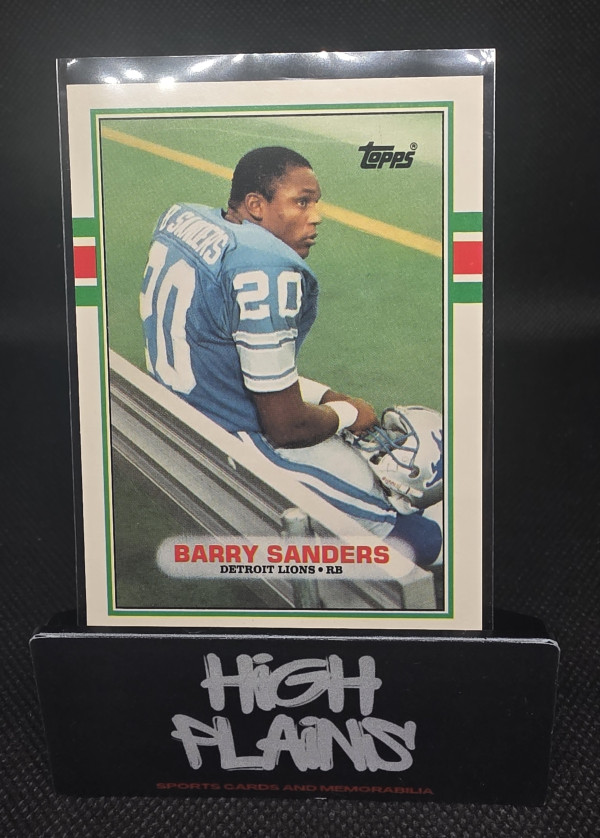 topps®
B. SANDERS
20
20
BARRY SANDERS
DETROIT LIONS • RB
HIGH
PLAINS
SPORTS CARDS AND MEMORABILIA